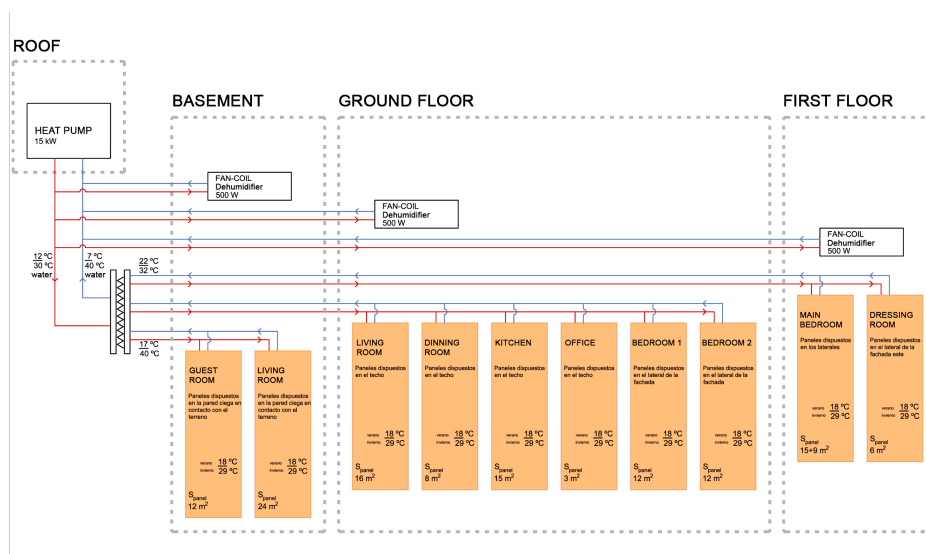 ROOF
HEAT PUMP
15 kW
BASEMENT
GROUND FLOOR
FIRST FLOOR
FAN-COIL
Dehumidifier
500 W
FAN-COIL
Dehumidifier
500 W
FAN-COIL
Dehumidifier
500 W
12 ºC
30 ºC
water
7 ºC
40 ºC
water
22 ºC
32 ºC
17 ºC
40 ºC
GUEST
ROOM
Paneles dispuestos
en la pared ciega en
contacto con el
terreno
verano 18 ºC
invierno 29 ºC
S panel
12 m²
LIVING
ROOM
Paneles dispuestos
en la pared ciega en
contacto con el
terreno
verano 18 ºC
invierno 29 ºC
S panel
24 m²
LIVING
ROOM
Paneles dispuestos
en el techo
verano 18 ºC
invierno 29 ºC
S panel
16 m²
DINNING
ROOM
Paneles dispuestos
en el techo
verano 18 ºC
invierno 29 ºC
S panel
8 m²
KITCHEN
Paneles dispuestos
en el techo
verano 18 ºC
invierno 29 ºC
S panel
15 m²
OFFICE
Paneles dispuestos
en el techo
verano 18 ºC
invierno 29 ºC
S panel
3 m²
BEDROOM 1
Paneles dispuestos
en el lateral de la
fachada
verano 18 ºC
invierno 29 ºC
S panel
12 m²
BEDROOM 2
Paneles dispuestos
en el lateral de la
fachada
verano 18 ºC
invierno 29 ºC
S panel
12 m²
MAIN
BEDROOM
Paneles dispuestos
en los laterales
verano 18 ºC
invierno 29 ºC
S panel
15+9 m²
DRESSING
ROOM
Paneles dispuestos
en el lateral de la
fachada este
verano 18 ºC
invierno 29 ºC
S panel
6 m²